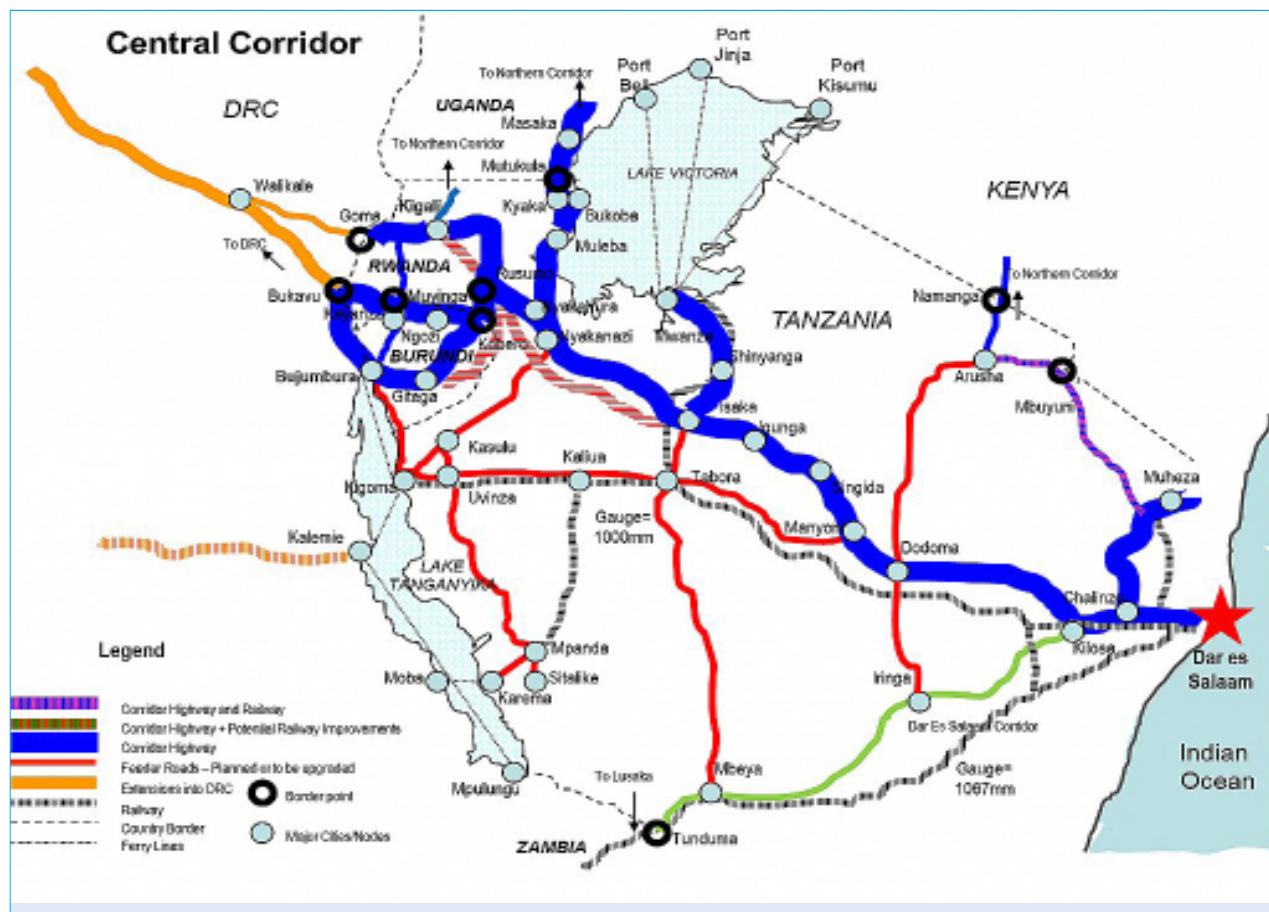 Central Corridor
DRC
UGANDA
To Northern Corridor
Port
Bell
Port
Jinja
Port
Kisumu
Masaka
To Northern Corridor
Mutukula
LAKE VICTORIA
KENYA
Walikale
Goma
Kigali
Kyaka
Bukoba
Muleba
To DRC
RWANDA
Rusumo
Bukavu
Muyinga
Kayanza
Ngozi
Kobero
Nyakahura
Nyakanazi
Mwanza
TANZANIA
Namanga
To Northern Corridor
BURUNDI
Bujumbura
Gitega
Shinyanga
Arusha
Mbuyuni
Isaka
Igunga
Kasulu
Kaliua
Kigoma
Uvinza
Tabora
Singida
Muheza
Gauge=
1000mm
Manyoni
Kalemie
LAKE
TANGANYIKA
Dodoma
Chalinze
Kilosa
Dar es
Salaam
Mpanda
Moba
Karema
Sitalike
Iringa
Dar Es Salaam Corridor
Mpulungu
To Lusaka
Mbeya
Gauge=
1067mm
Indian
Ocean
ZAMBIA
Tunduma
Legend
Corridor Highway and Railway
Corridor Highway + Potential Railway Improvements
Corridor Highway
Feeder Roads – Planned or to be upgraded
Extensions into DRC
Railway
Country Border
Ferry Lines
Border point
Major Cities/Nodes